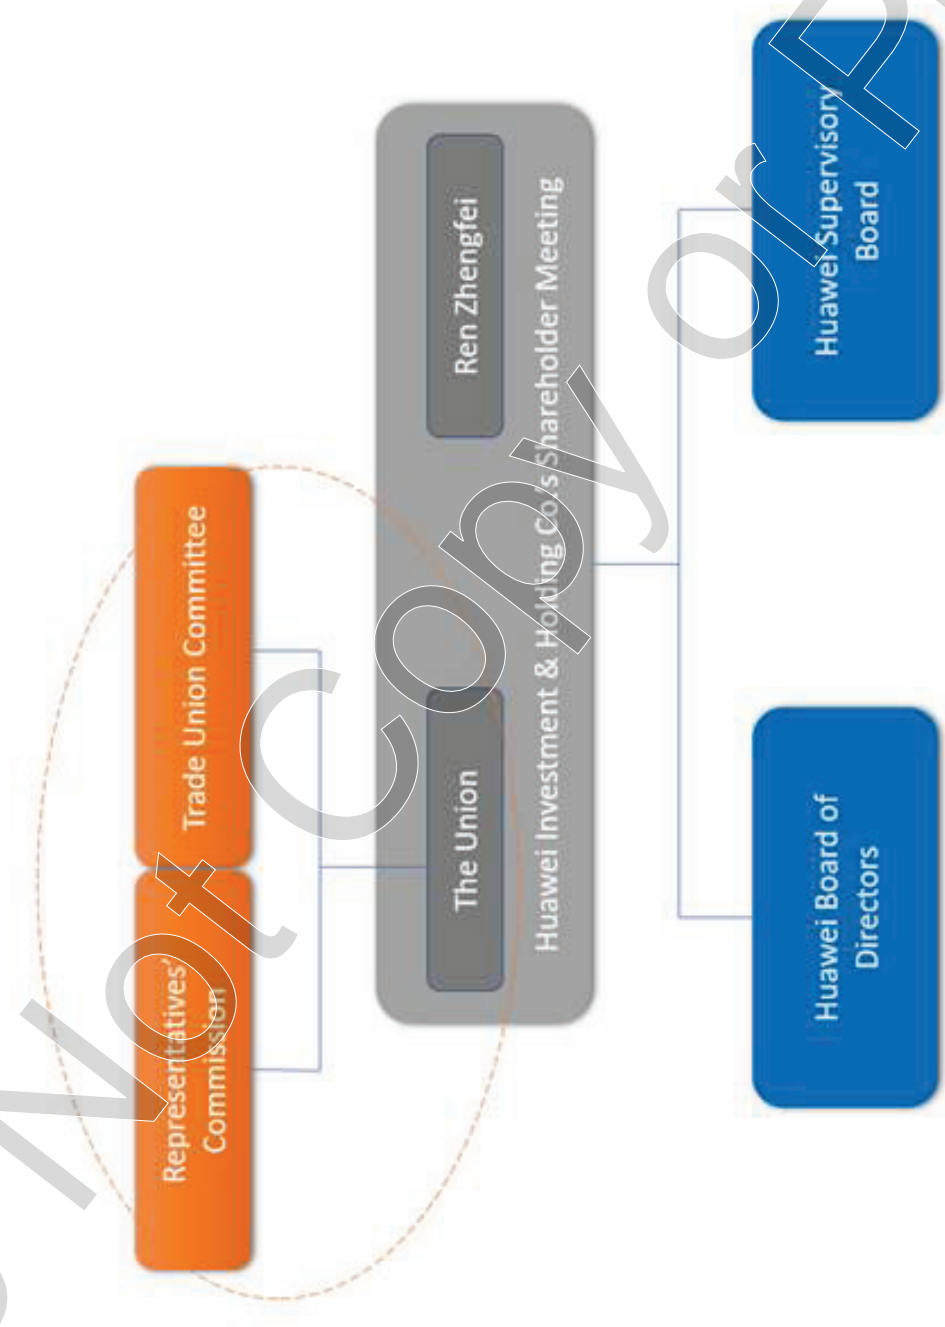 Representatives'
Commission
Trade Union Committee
The Union
Ren Zhengfei
Huawei Investment & Holding Co.'s Shareholder Meeting
Huawei Board of
Directors
Huawei Supervisory
Board
Not Copy or P